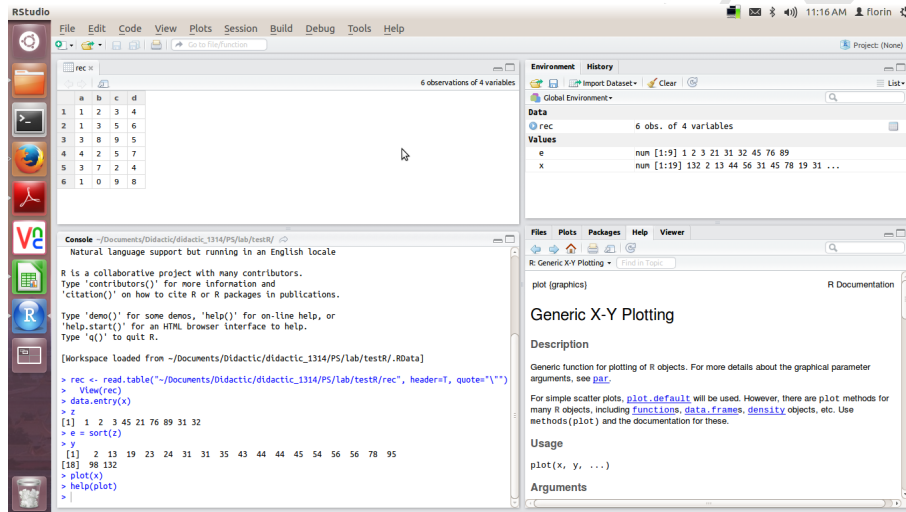 RStudio
11:16 AM florin
File Edit Code View Plots Session Build Debug Tools Help
Go to file/function
Project: (None)
rec
6 observations of 4 variables
a b c d
1 1 2 3 4
2 1 3 5 6
3 3 8 9 5
4 4 2 5 7
5 3 7 2 4
6 1 0 9 8
Environment History
Import Dataset Clear List
Global Environment
Data
rec 6 obs. of 4 variables
Values
e num [1:9] 1 2 3 21 31 32 45 76 89
x num [1:19] 132 2 13 44 56 31 45 78 19 31 ...
Console ~/Documents/Didactic/didactic_1314/PS/lab/testR/
Natural language support but running in an English locale
R is a collaborative project with many contributors.
Type 'contributors()' for more information and
'citation()' on how to cite R or R packages in publications.
Type 'demo()' for some demos, 'help()' for on-line help, or
'help.start()' for an HTML browser interface to help.
Type 'q()' to quit R.
[Workspace loaded from ~/Documents/Didactic/didactic_1314/PS/lab/testR/.RData]
> rec <- read.table("~/Documents/Didactic/didactic_1314/PS/lab/testR/rec", header=T, quote="\"")
> View(rec)
> data.entry(x)
> z
[1] 1 2 3 45 21 76 89 31 32
> e = sort(z)
> y
[1] 2 13 19 23 24 31 31 35 43 44 44 45 54 56 56 78 95
[18] 98 132
> plot(x)
> help(plot)
>
Files Plots Packages Help Viewer
R: Generic X-Y Plotting Find in Topic
plot {graphics} R Documentation
Generic X-Y Plotting
Description
Generic function for plotting of R objects. For more details about the graphical parameter
arguments, see par.
For simple scatter plots, plot.default will be used. However, there are plot methods for
many R objects, including functions, data.frames, density objects, etc. Use
methods(plot) and the documentation for these.
Usage
plot(x, y, ...)
Arguments